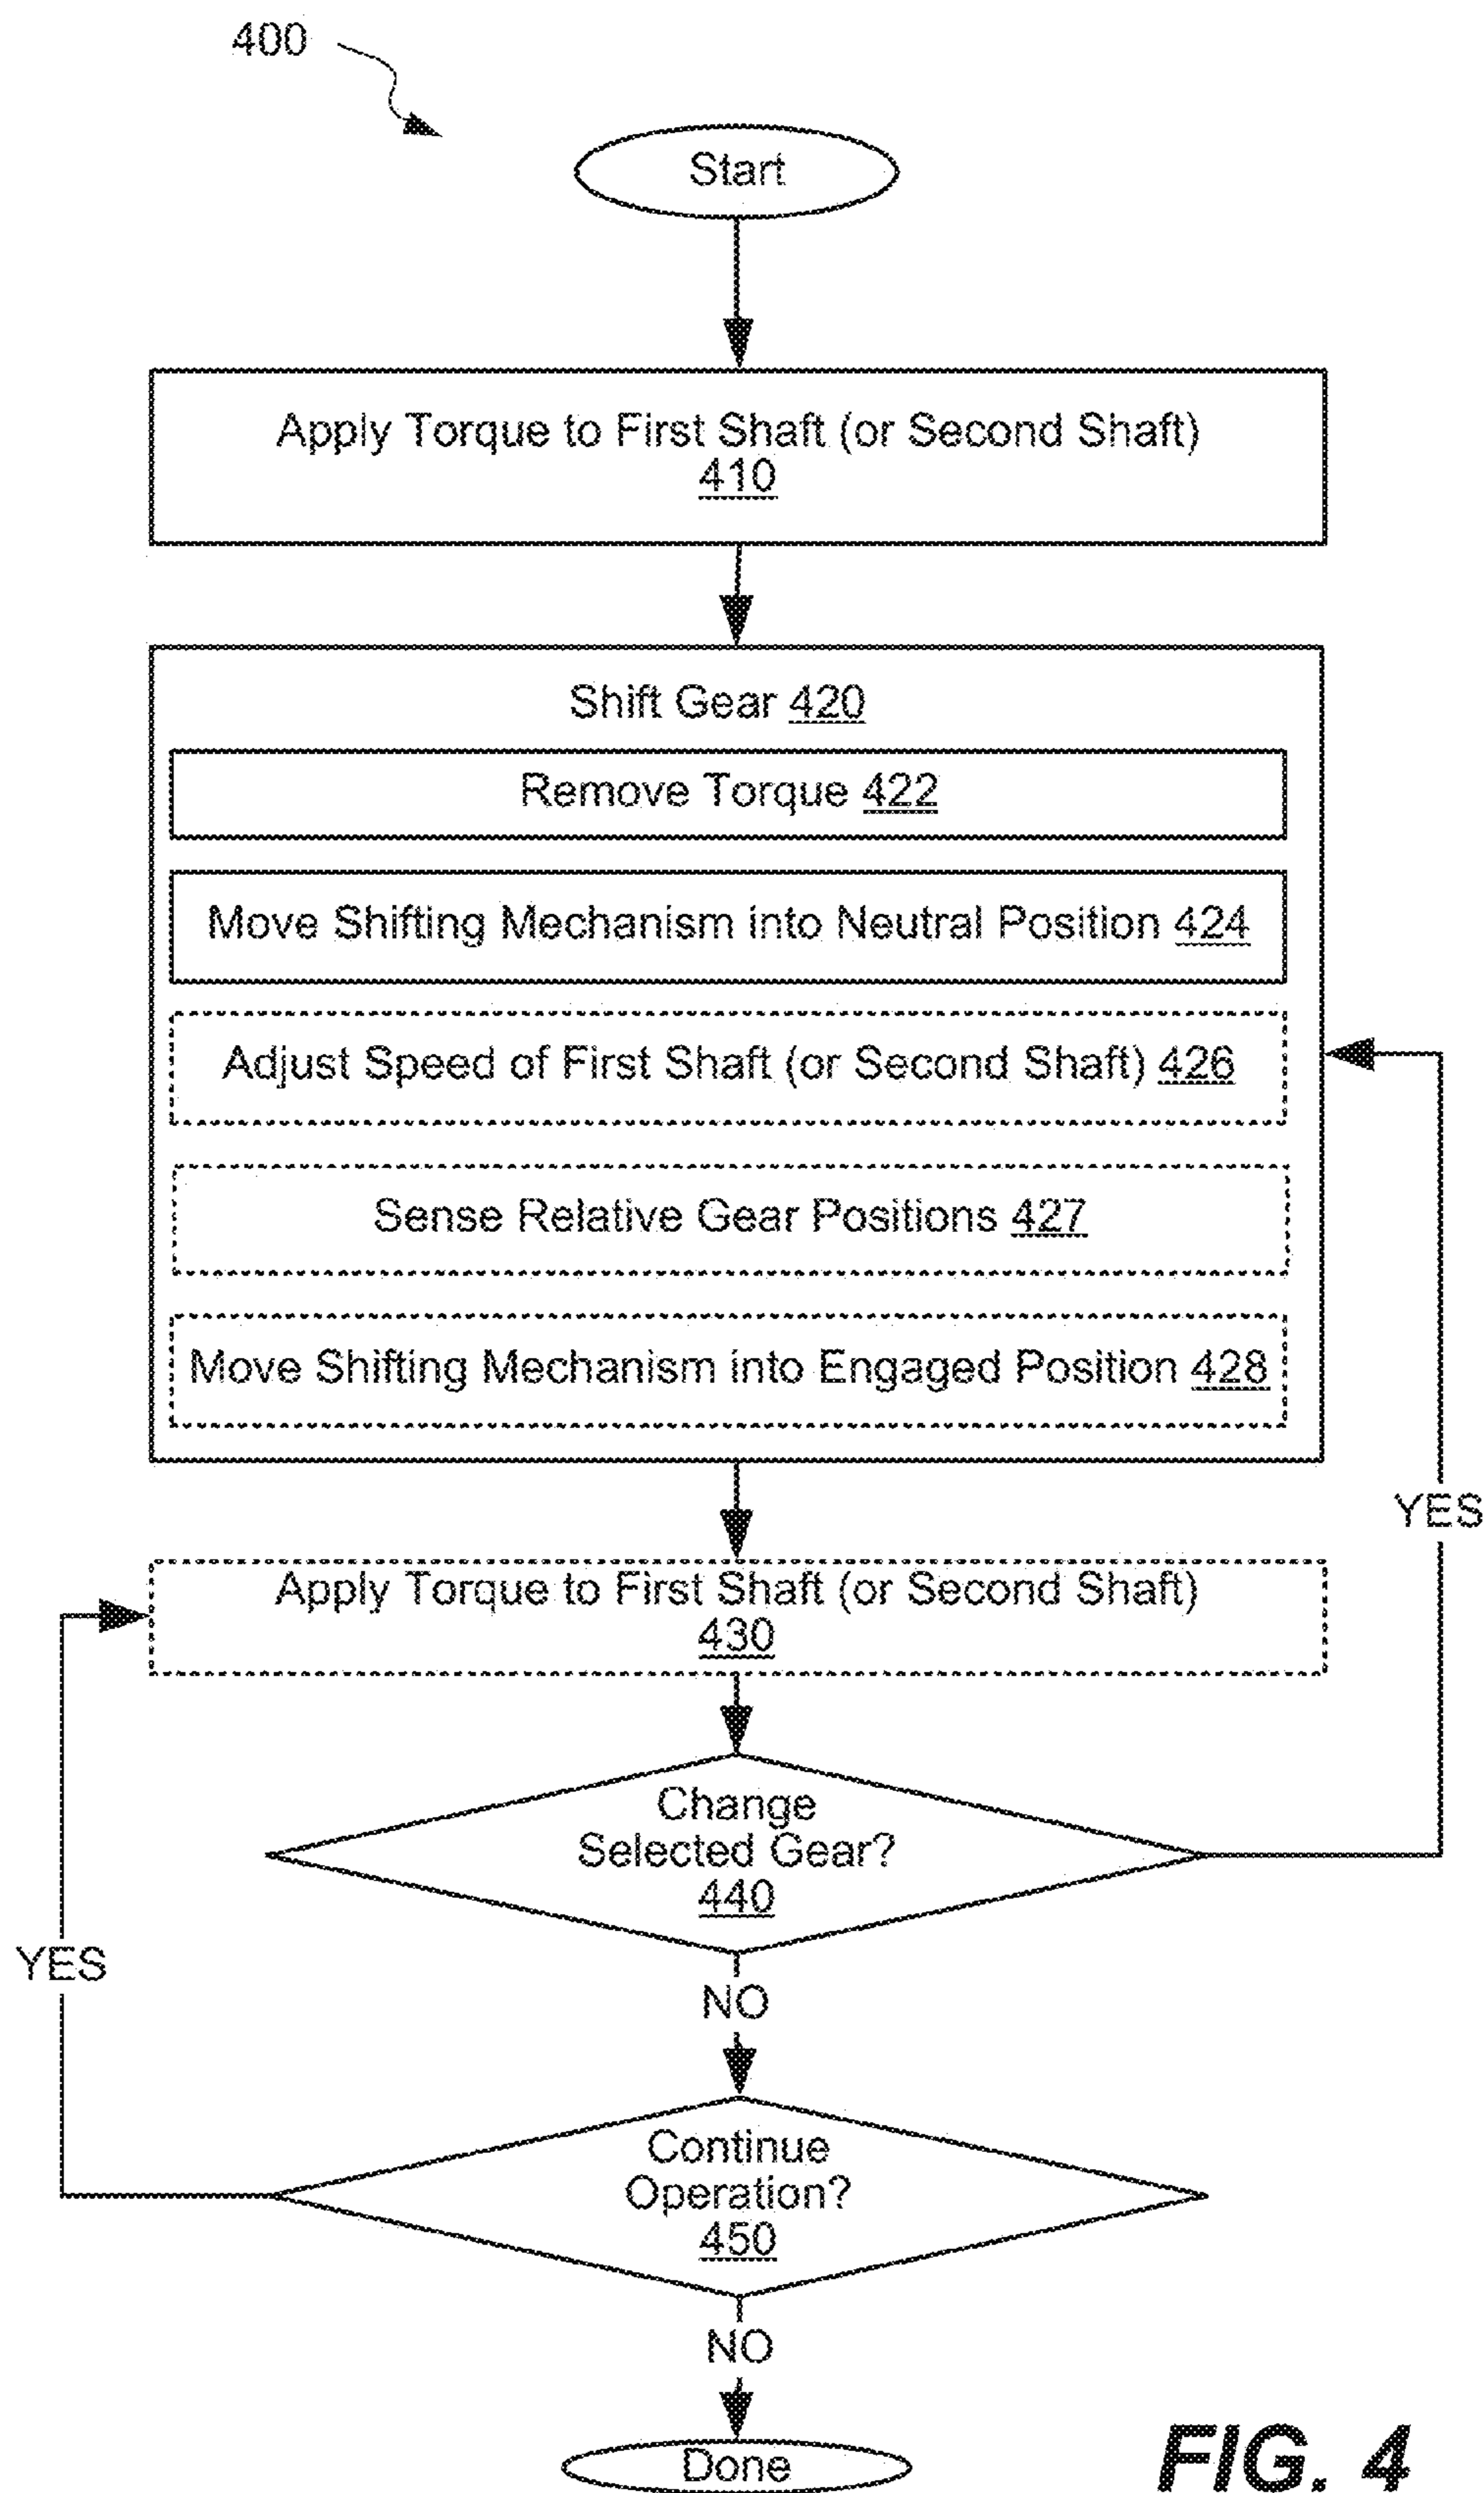 400
Start
Apply Torque to First Shaft (or Second Shaft)
410
Shift Gear 420
Remove Torque 422
Move Shifting Mechanism into Neutral Position 424
Adjust Speed of First Shaft (or Second Shaft) 426
Sense Relative Gear Positions 427
Move Shifting Mechanism into Engaged Position 428
YES
Apply Torque to First Shaft (or Second Shaft)
430
Change
Selected Gear?
440
YES
NO
Continue
Operation?
450
NO
Done
FIG. 4